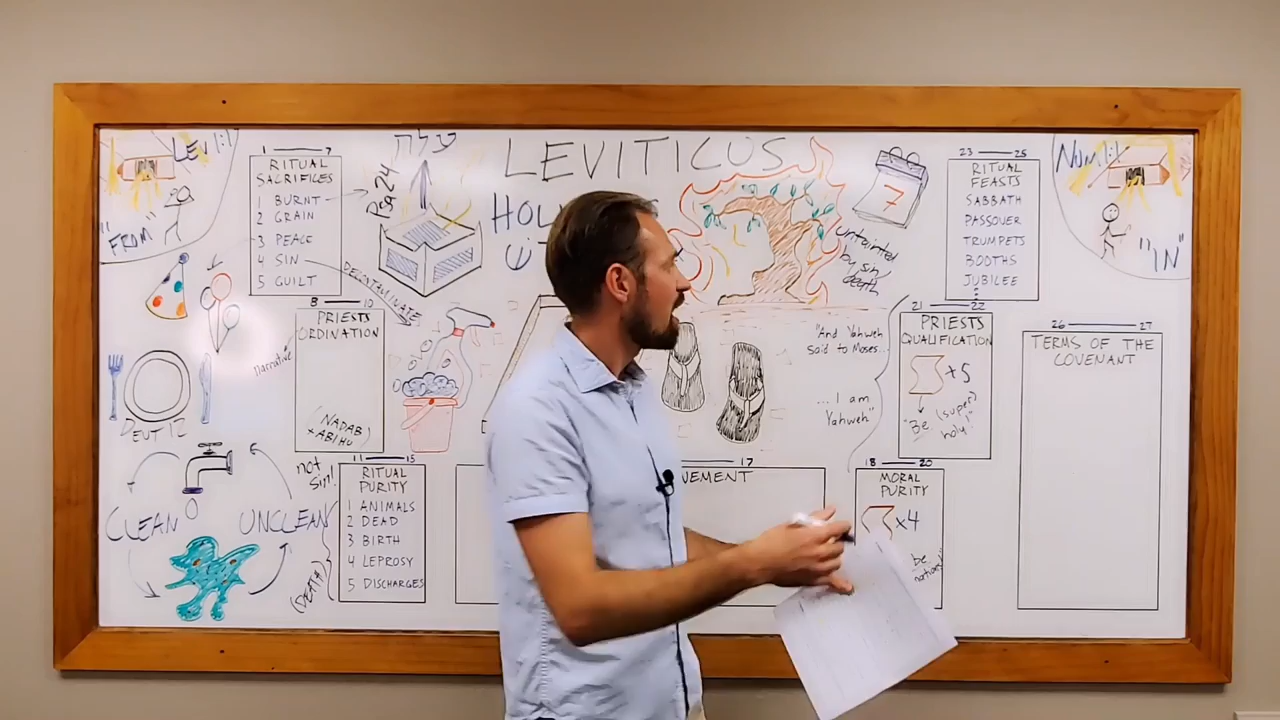 LEVITICUS
LEV 1:1
"FROM"
1 7
RITUAL
SACRIFICES
1 BURNT
2 GRAIN
3 PEACE
4 SIN
5 GUILT
עלה
Psa 24
DECONTAMINATE
DEUT 12
8 10
PRIESTS
ORDINATION
Narrative
(NADAB
+ ABIHU)
CLEAN
UNCLEAN
not
Sin!
(DEATH)
11 15
RITUAL
PURITY
1 ANIMALS
2 DEAD
3 BIRTH
4 LEPROSY
5 DISCHARGES
17
7
untainted
by sin,
death
"And Yahweh
said to Moses...
...I am
Yahweh"
18 20
MORAL
PURITY
x4
be
21 22
PRIESTS
QUALIFICATION
+5
"Be (super)
holy!"
23 25
RITUAL
FEASTS
SABBATH
PASSOVER
TRUMPETS
BOOTHS
JUBILEE
26 27
TERMS OF THE
COVENANT
NUM 1:1
"IN"